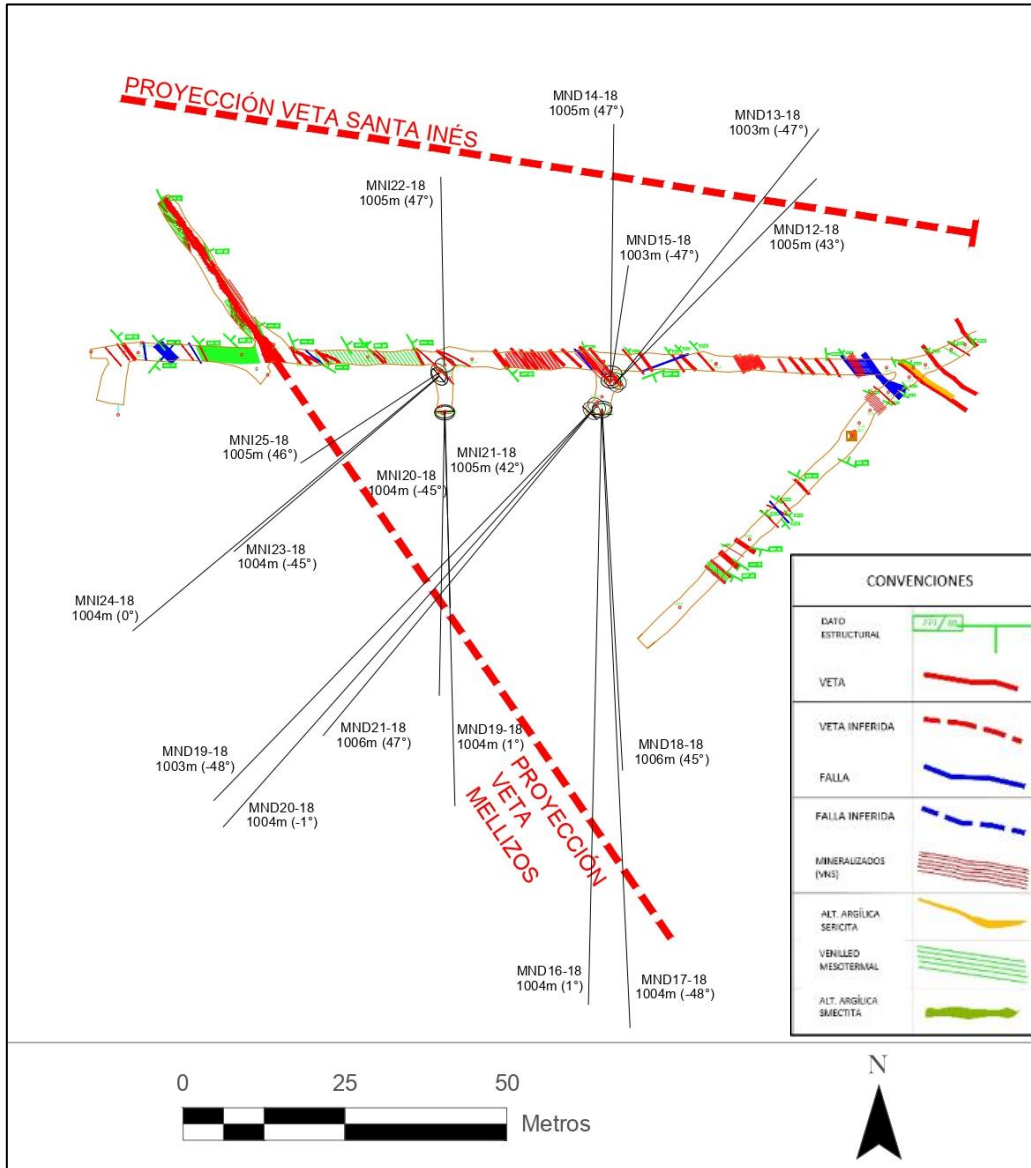 PROYECCIÓN VETA SANTA INÉS
MND14-18
1005m (47°)
MND13-18
1003m (-47°)
MNI22-18
1005m (47°)
MND15-18
1003m (-47°)
MND12-18
1005m (43°)
MNI25-18
1005m (46°)
MNI20-18
1004m (-45°)
MNI21-18
1005m (42°)
MNI23-18
1004m (-45°)
MNI24-18
1004m (0°)
MND19-18
1003m (-48°)
MND21-18
1006m (47°)
MND19-18
1004m (1°)
MND18-18
1006m (45°)
MND20-18
1004m (-1°)
PROYECCIÓN
VETA
MELLIZOS
MND16-18
1004m (1°)
MND17-18
1004m (-48°)
CONVENCIONES
DATO
ESTRUCTURAL
VETA
VETA INFERIDA
FALLA
FALLA INFERIDA
MINERALIZADOS
(VNS)
ALT. ARGÍLICA
SERICITA
VENILLEO
MESOTERMAL
ALT. ARGÍLICA
SMECTITA
0 25 50
Metros
N